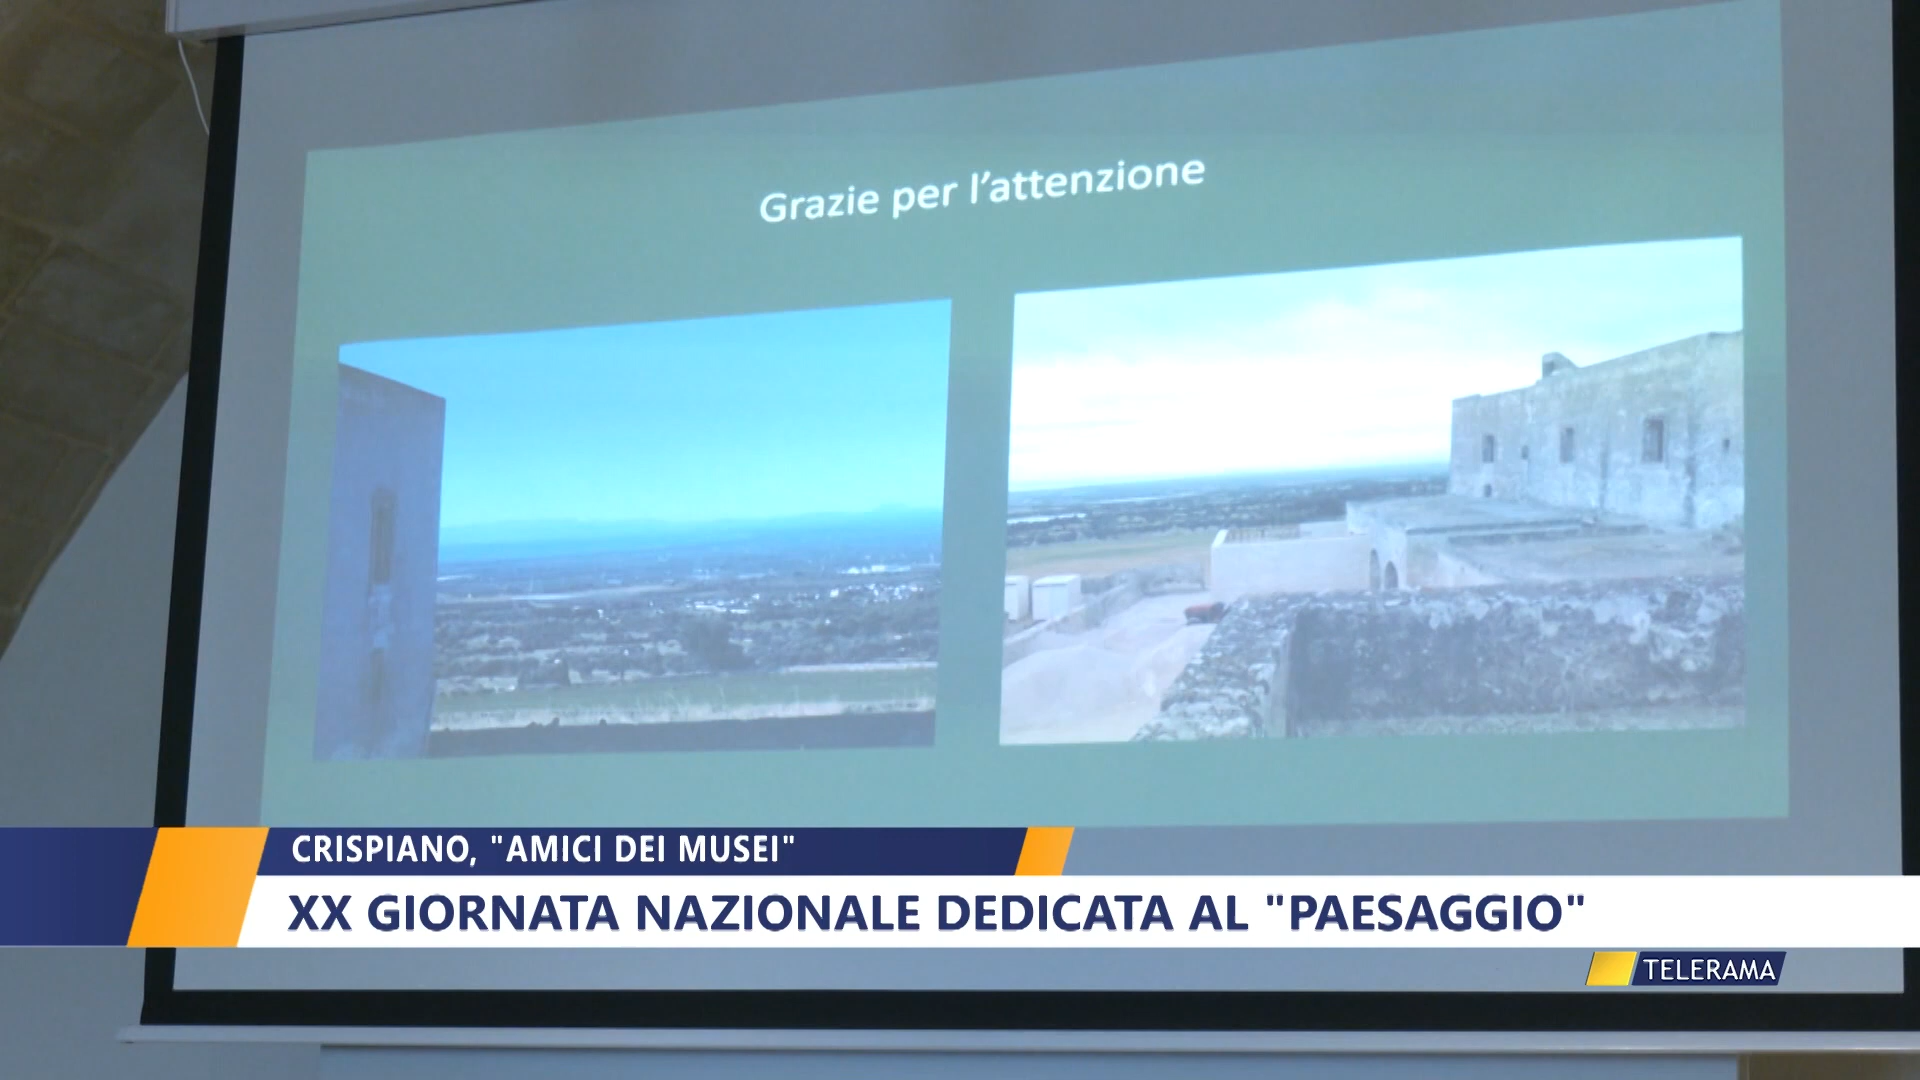 Grazie per l'attenzione
CRISPIANO, "AMICI DEI MUSEI"
XX GIORNATA NAZIONALE DEDICATA AL "PAESAGGIO"
TELERAMA